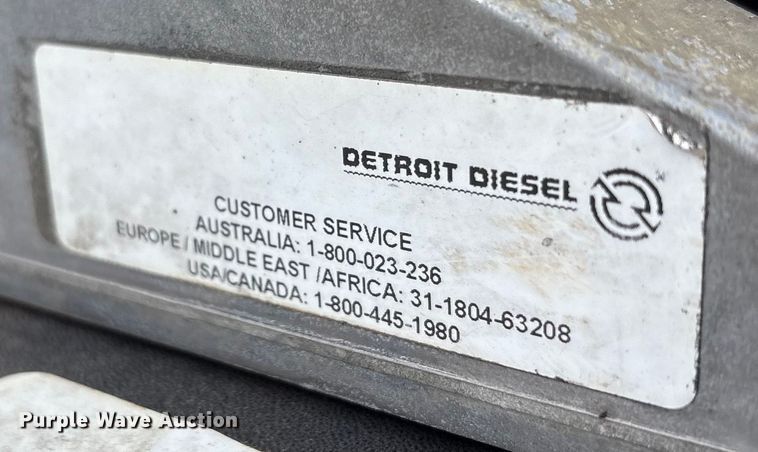 DETROIT DIESEL
CUSTOMER SERVICE
AUSTRALIA: 1-800-023-236
EUROPE / MIDDLE EAST /AFRICA: 31-1804-63208
USA/CANADA: 1-800-445-1980
Purple Wave Auction